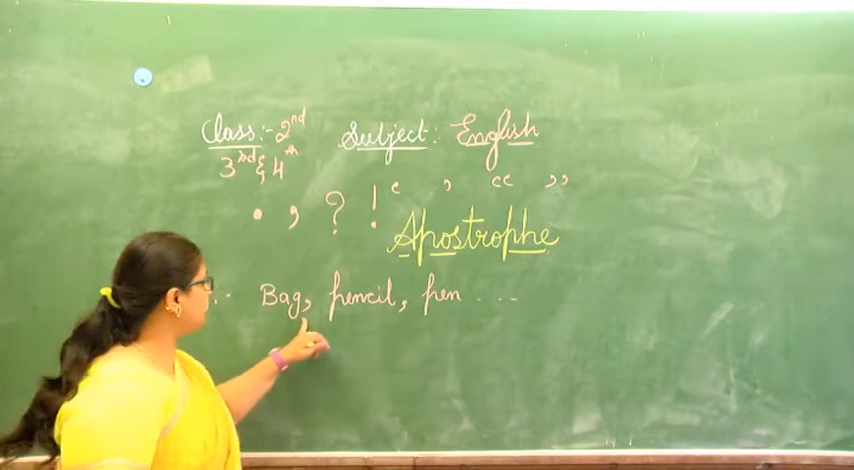 Class:- 2nd Subject: English
3rd & 4th
. , ? ! ‘ ’ “ ”
Apostrophe
:- Bag, pencil, pen ...